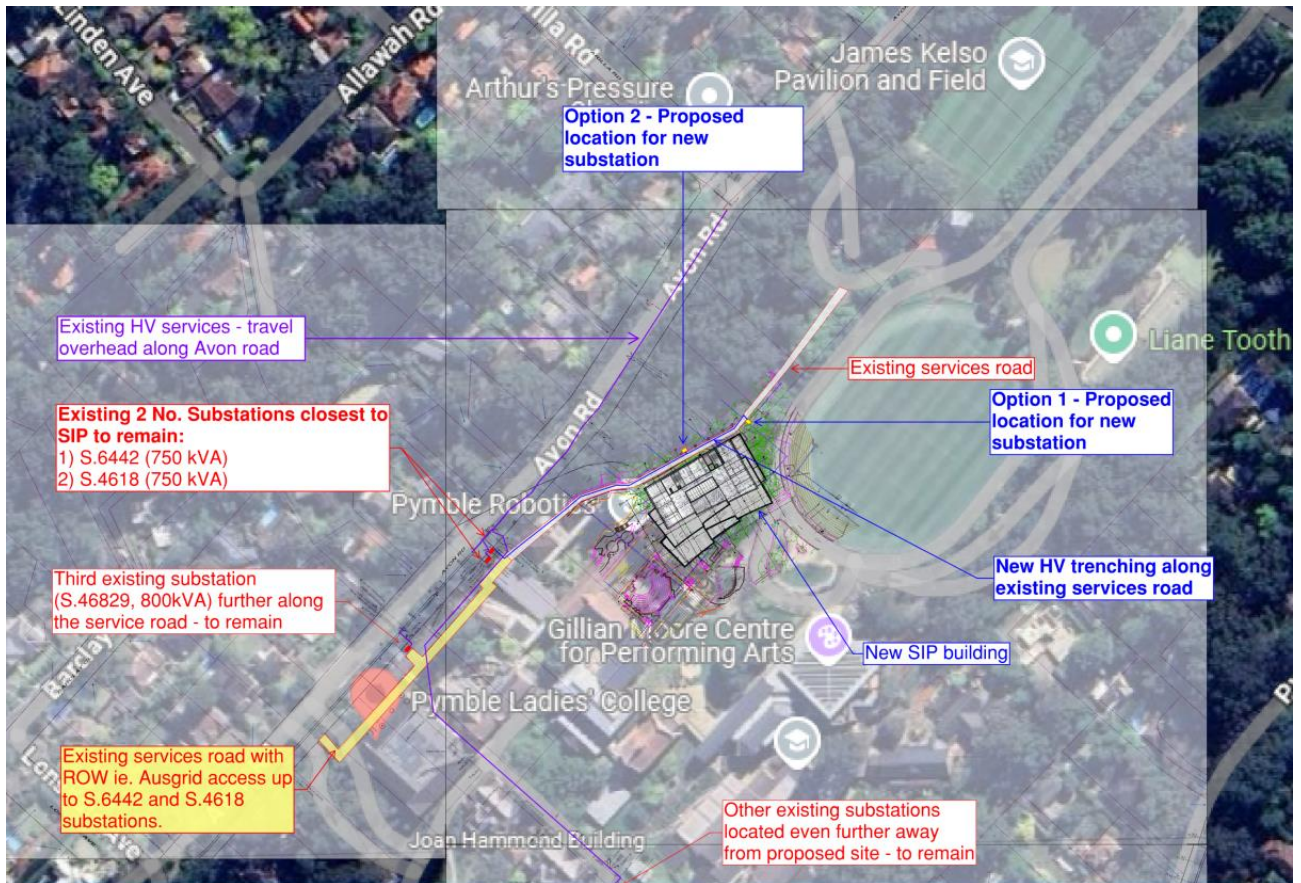 Linden Ave
Allawah Rd
illa Rd
James Kelso
Pavilion and Field
Arthur's Pressure
Option 2 - Proposed
location for new
substation
Avon Rd
Existing HV services - travel
overhead along Avon road
Liane Tooth
Existing services road
Option 1 - Proposed
location for new
substation
Existing 2 No. Substations closest to
SIP to remain:
1) S.6442 (750 kVA)
2) S.4618 (750 kVA)
Avon Rd
Pymble Robotics
New HV trenching along
existing services road
Third existing substation
(S.46829, 800kVA) further along
the service road - to remain
Gillian Moore Centre
for Performing Arts
New SIP building
Barclay
Pymble Ladies' College
Existing services road with
ROW ie. Ausgrid access up
to S.6442 and S.4618
substations.
Other existing substations
located even further away
from proposed site - to remain
Joan Hammond Building